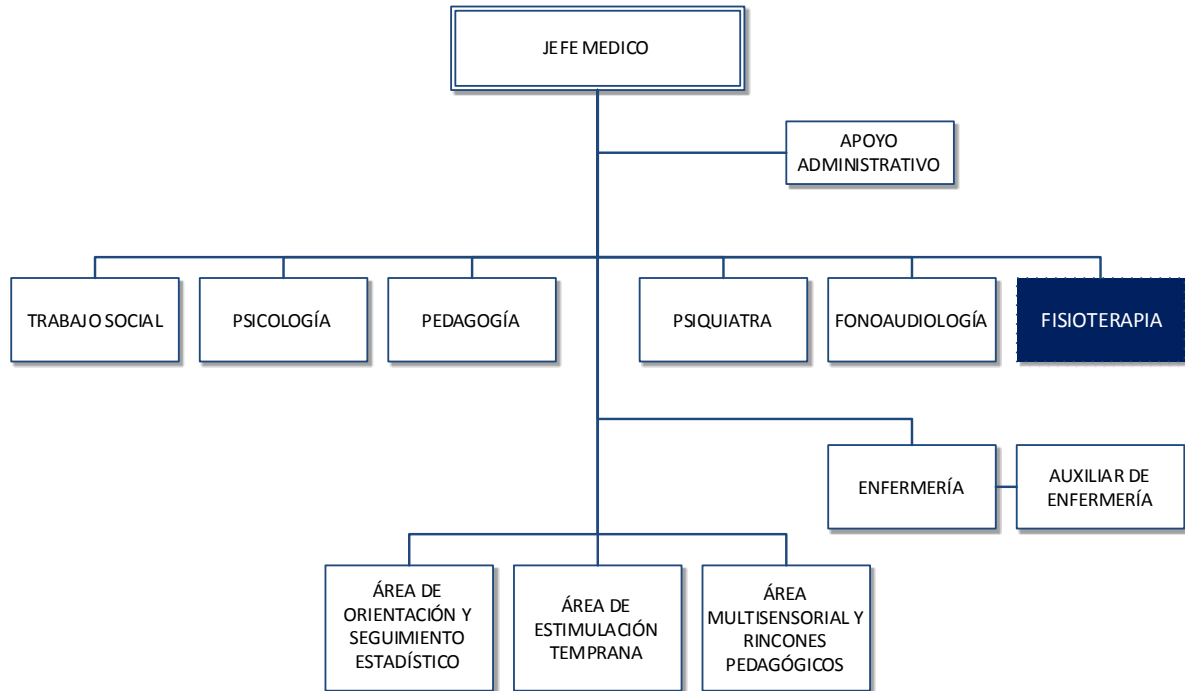 JEFE MEDICO
APOYO
ADMINISTRATIVO
TRABAJO SOCIAL
PSICOLOGÍA
PEDAGOGÍA
PSIQUIATRA
FONOAUDIOLOGÍA
FISIOTERAPIA
ENFERMERÍA
AUXILIAR DE
ENFERMERÍA
ÁREA DE
ORIENTACIÓN Y
SEGUIMIENTO
ESTADÍSTICO
ÁREA DE
ESTIMULACIÓN
TEMPRANA
ÁREA
MULTISENSORIAL Y
RINCONES
PEDAGÓGICOS